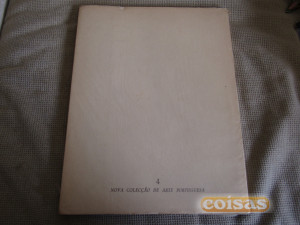 4
NOVA COLECÇÃO DE ARTE PORTUGUESA
coisas